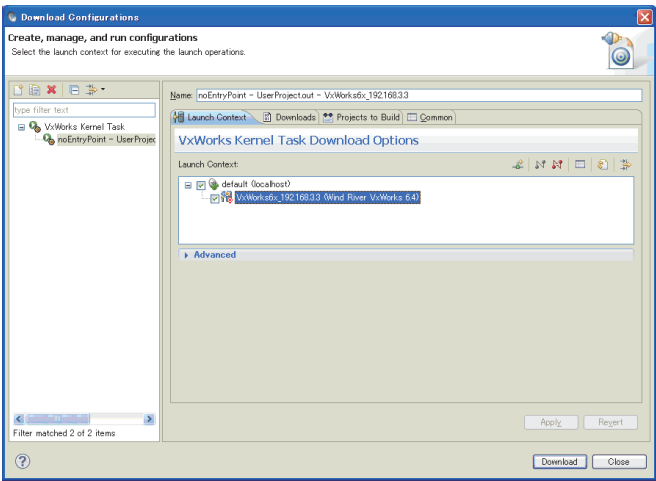 Download Configurations
Create, manage, and run configurations
Select the launch context for executing the launch operations.
type filter text
VxWorks Kernel Task
noEntryPoint - UserProjec
Filter matched 2 of 2 items
Name: noEntryPoint - UserProject.out - VxWorks6x_192.168.3.3
Launch Context Downloads Projects to Build Common
VxWorks Kernel Task Download Options
Launch Context:
default (localhost)
VxWorks6x_192.168.3.3 (Wind River VxWorks 6.4)
Advanced
Apply Revert
Download Close